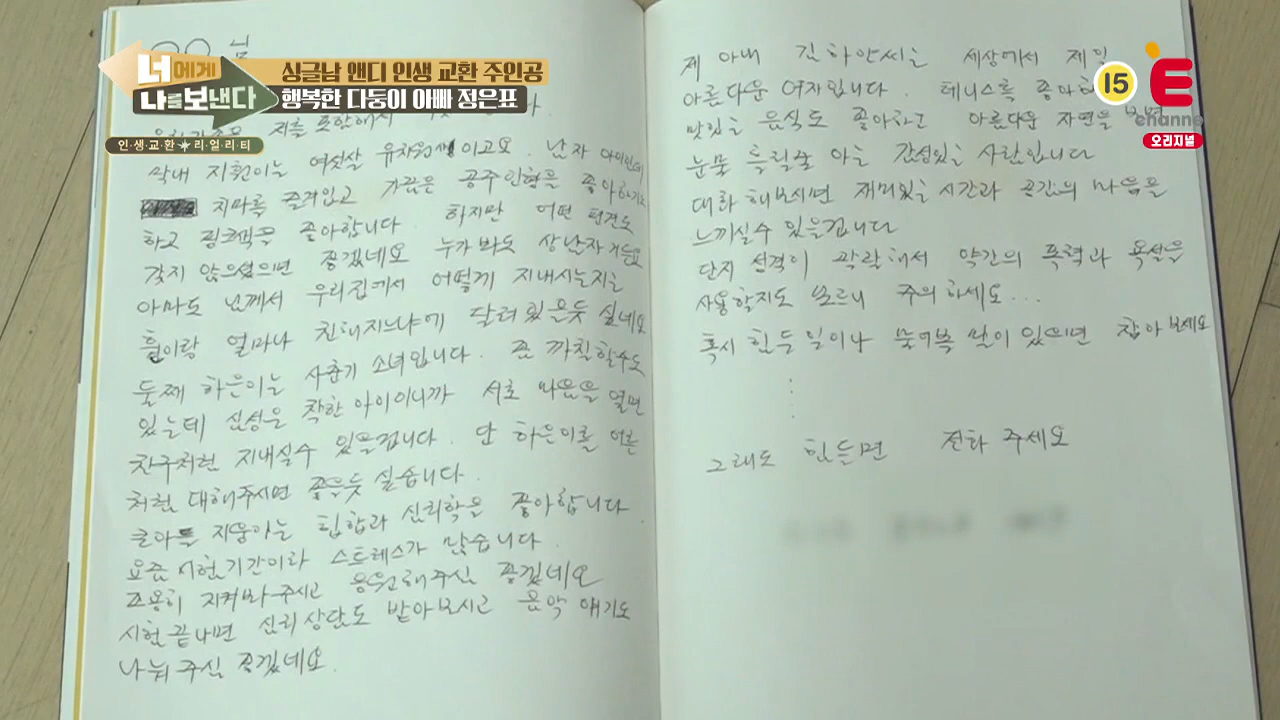 너에게
나를 보낸다
인·생·교·환 리·얼·리·티
싱글남 앤디 인생 교환 주인공
행복한 다둥이 아빠 정은표
15
E
channel
오리지널
님
저를 포함해서
막내 지훤이는 여섯살 유치원생이고요. 남자 아이인데
치마를 즐겨입고 가끔은 공주인형을 좋아하기도
하고 핑크색을 좋아합니다. 하지만 어떤 편견도
갖지 않으셨으면 좋겠네요 누가 봐도 상남자거든요
아마도 님께서 우리집에서 어떻게 지내시는지는
훤이랑 얼마나 친해지느냐에 달려있을듯 싶네요
둘째 하은이는 사춘기 소녀입니다. 좀 까칠할수도
있는데 심성은 착한 아이이니까 서로 마음을 열면
친구처럼 지내실수 있을겁니다. 단 하은이를 어른
처럼 대해주시면 좋을듯 싶습니다.
큰아들 지웅이는 힙합과 심리학을 좋아합니다
요즘 시험기간이라 스트레스가 많습니다.
조용히 지켜봐주시고 응원해주심 좋겠네요
시험끝나면 심리상담도 받아보시고 음악 얘기도
나눠주심 좋겠네요.
제 아내 김하얀씨는 세상에서 제일
아름다운 여자입니다. 테니스를 좋아하
맛있는 음식도 좋아하고 아름다운 자연을 보면
눈물 흘릴줄 아는 감성있는 사람입니다
대화 해보시면 재미있는 시간과 공간의 마음을
느끼실수 있을겁니다
단지 성격이 괄괄해서 약간의 폭력과 욕설을
사용할지도 모르니 주의하세요...
혹시 힘든 일이나 묻어볼 말이 있으면 참아보세요
그래도 힘들면 전화 주세요